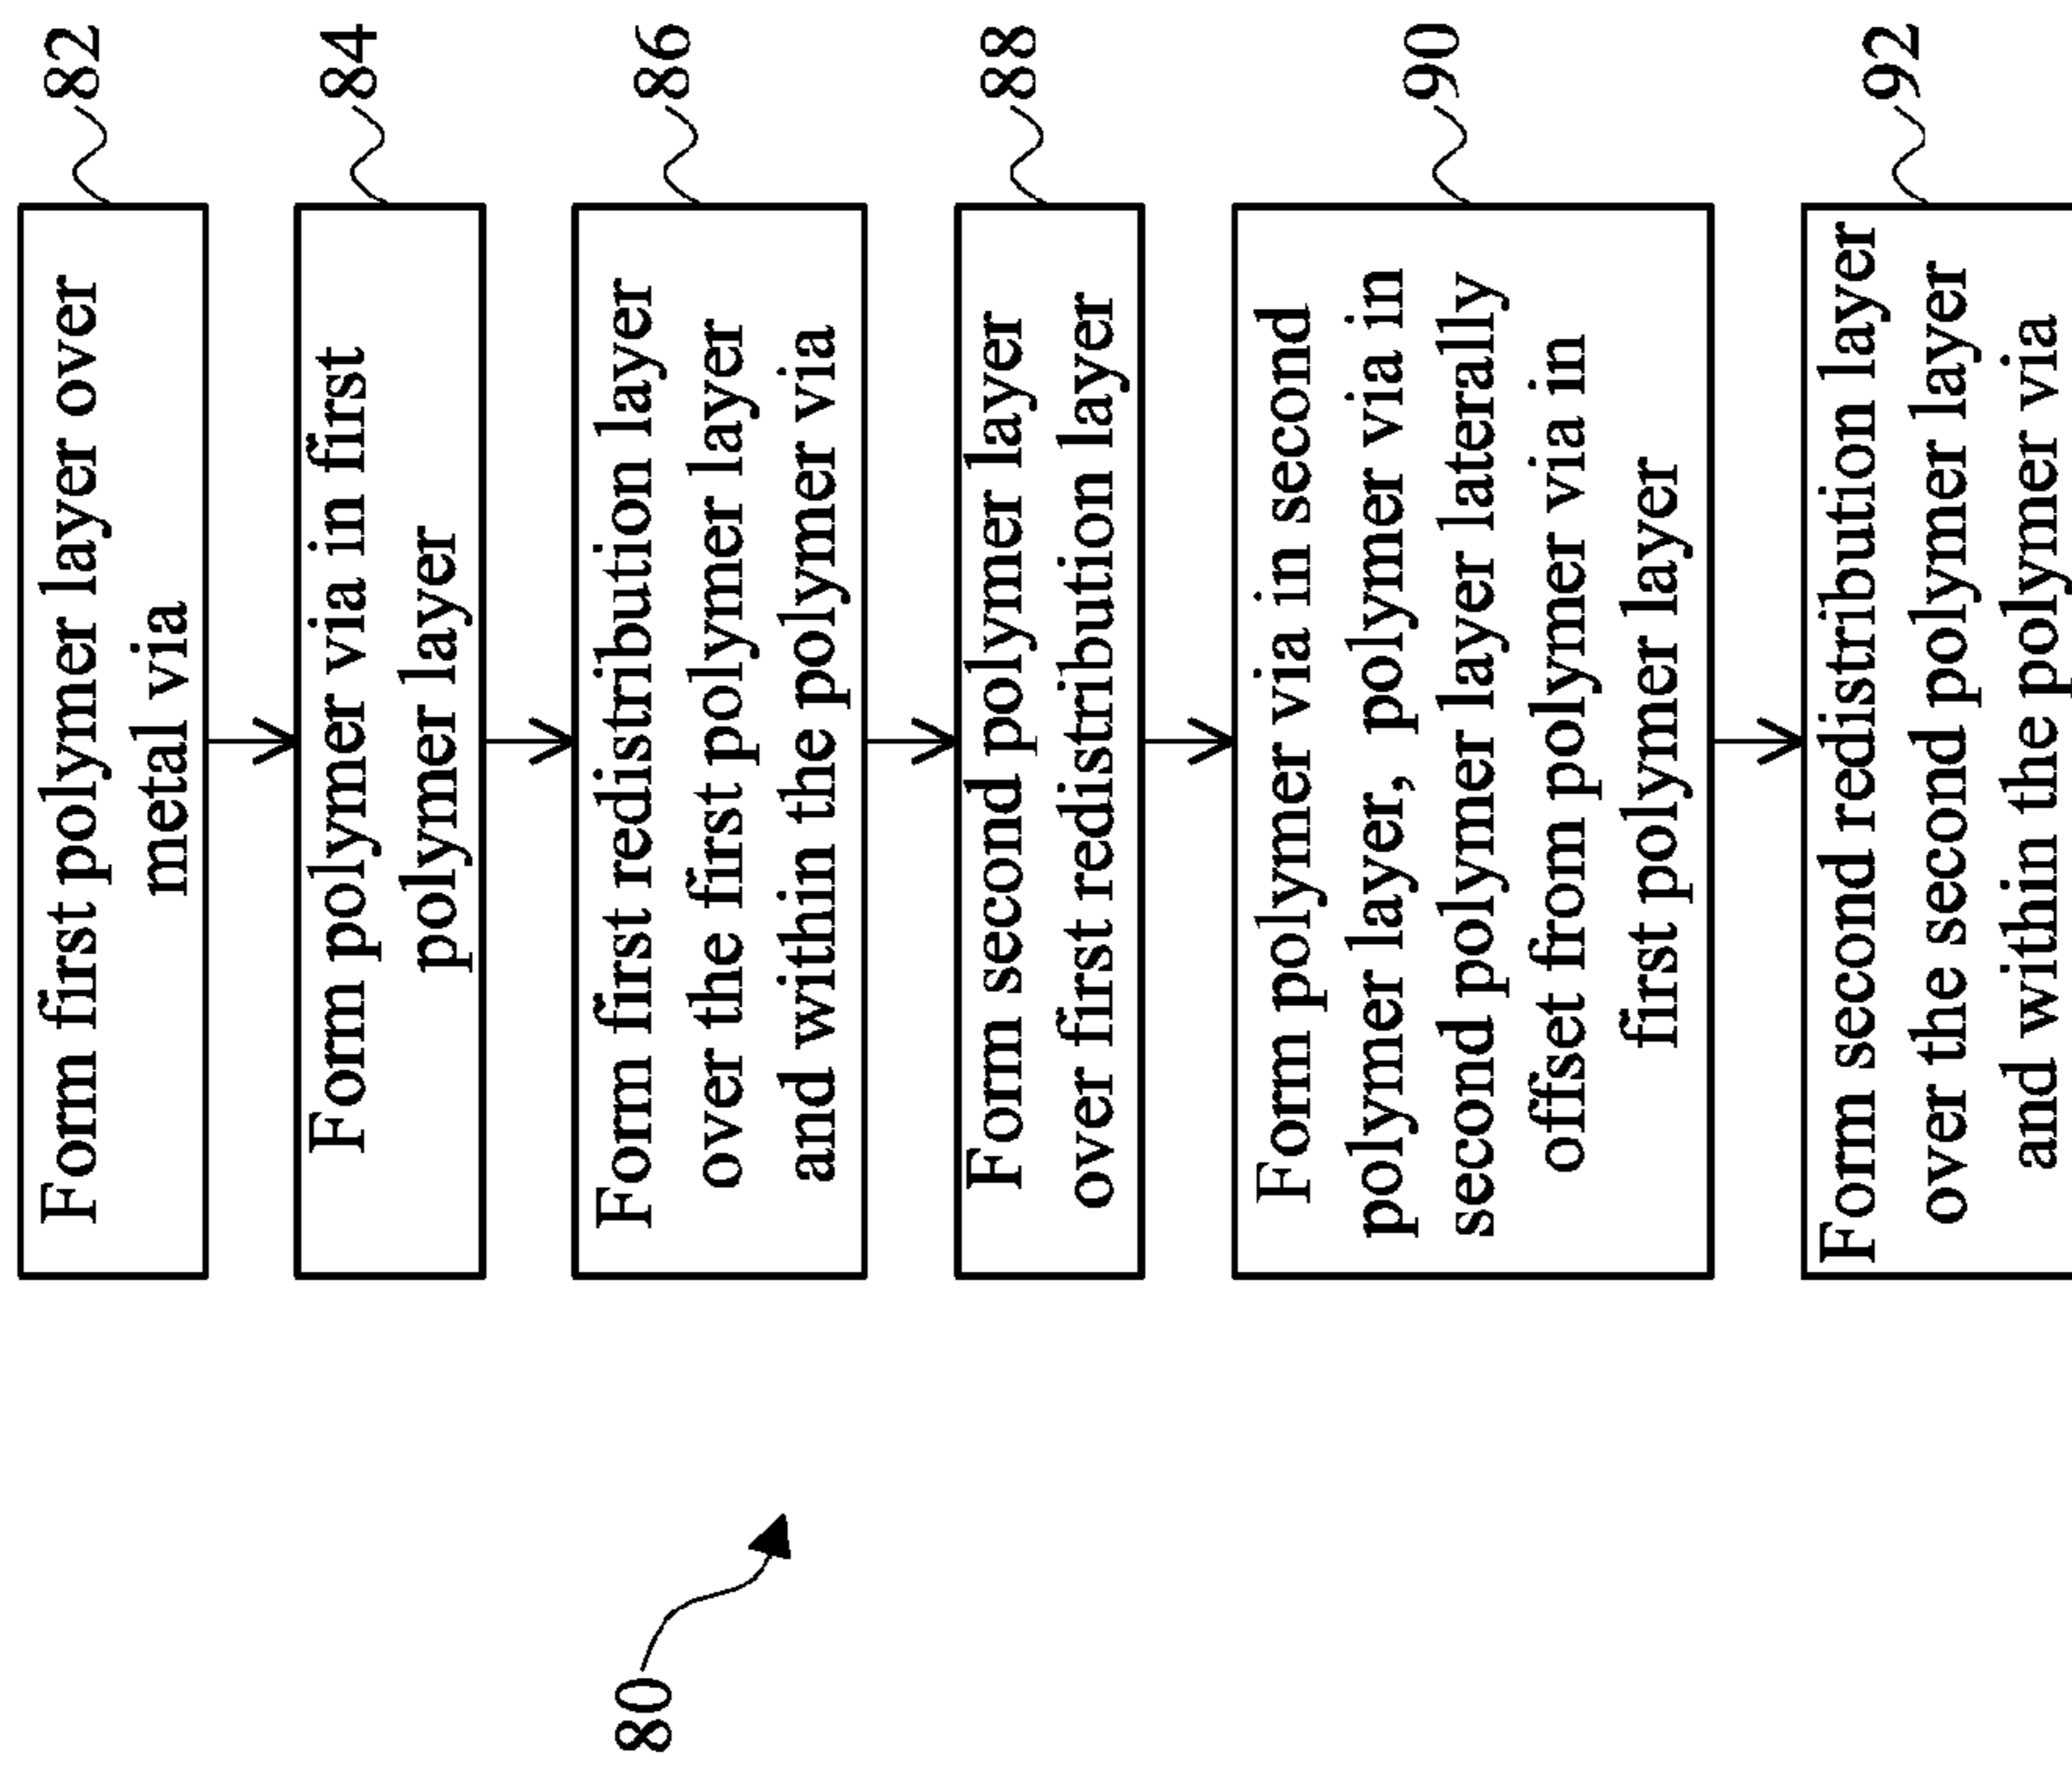 Form first polymer layer over
metal via
82
Form polymer via in first
polymer layer
84
Form first redistribution layer
over the first polymer layer
and within the polymer via
86
Form second polymer layer
over first redistribution layer
88
Form polymer via in second
polymer layer, polymer via in
second polymer layer laterally
offset from polymer via in
first polymer layer
90
Form second redistribution layer
over the second polymer layer
and within the polymer via
92
80